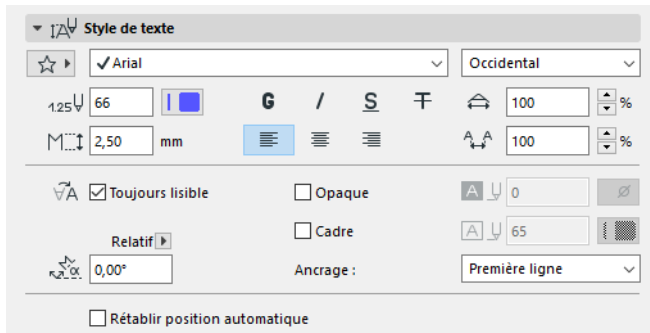 Style de texte
Arial Occidental
1.25 66 G / S T 100 %
M 2,50 mm A A 100 %
A Toujours lisible Opaque A 0 ø
Relatif Cadre A 65
α 0,00° Ancrage : Première ligne
Rétablir position automatique